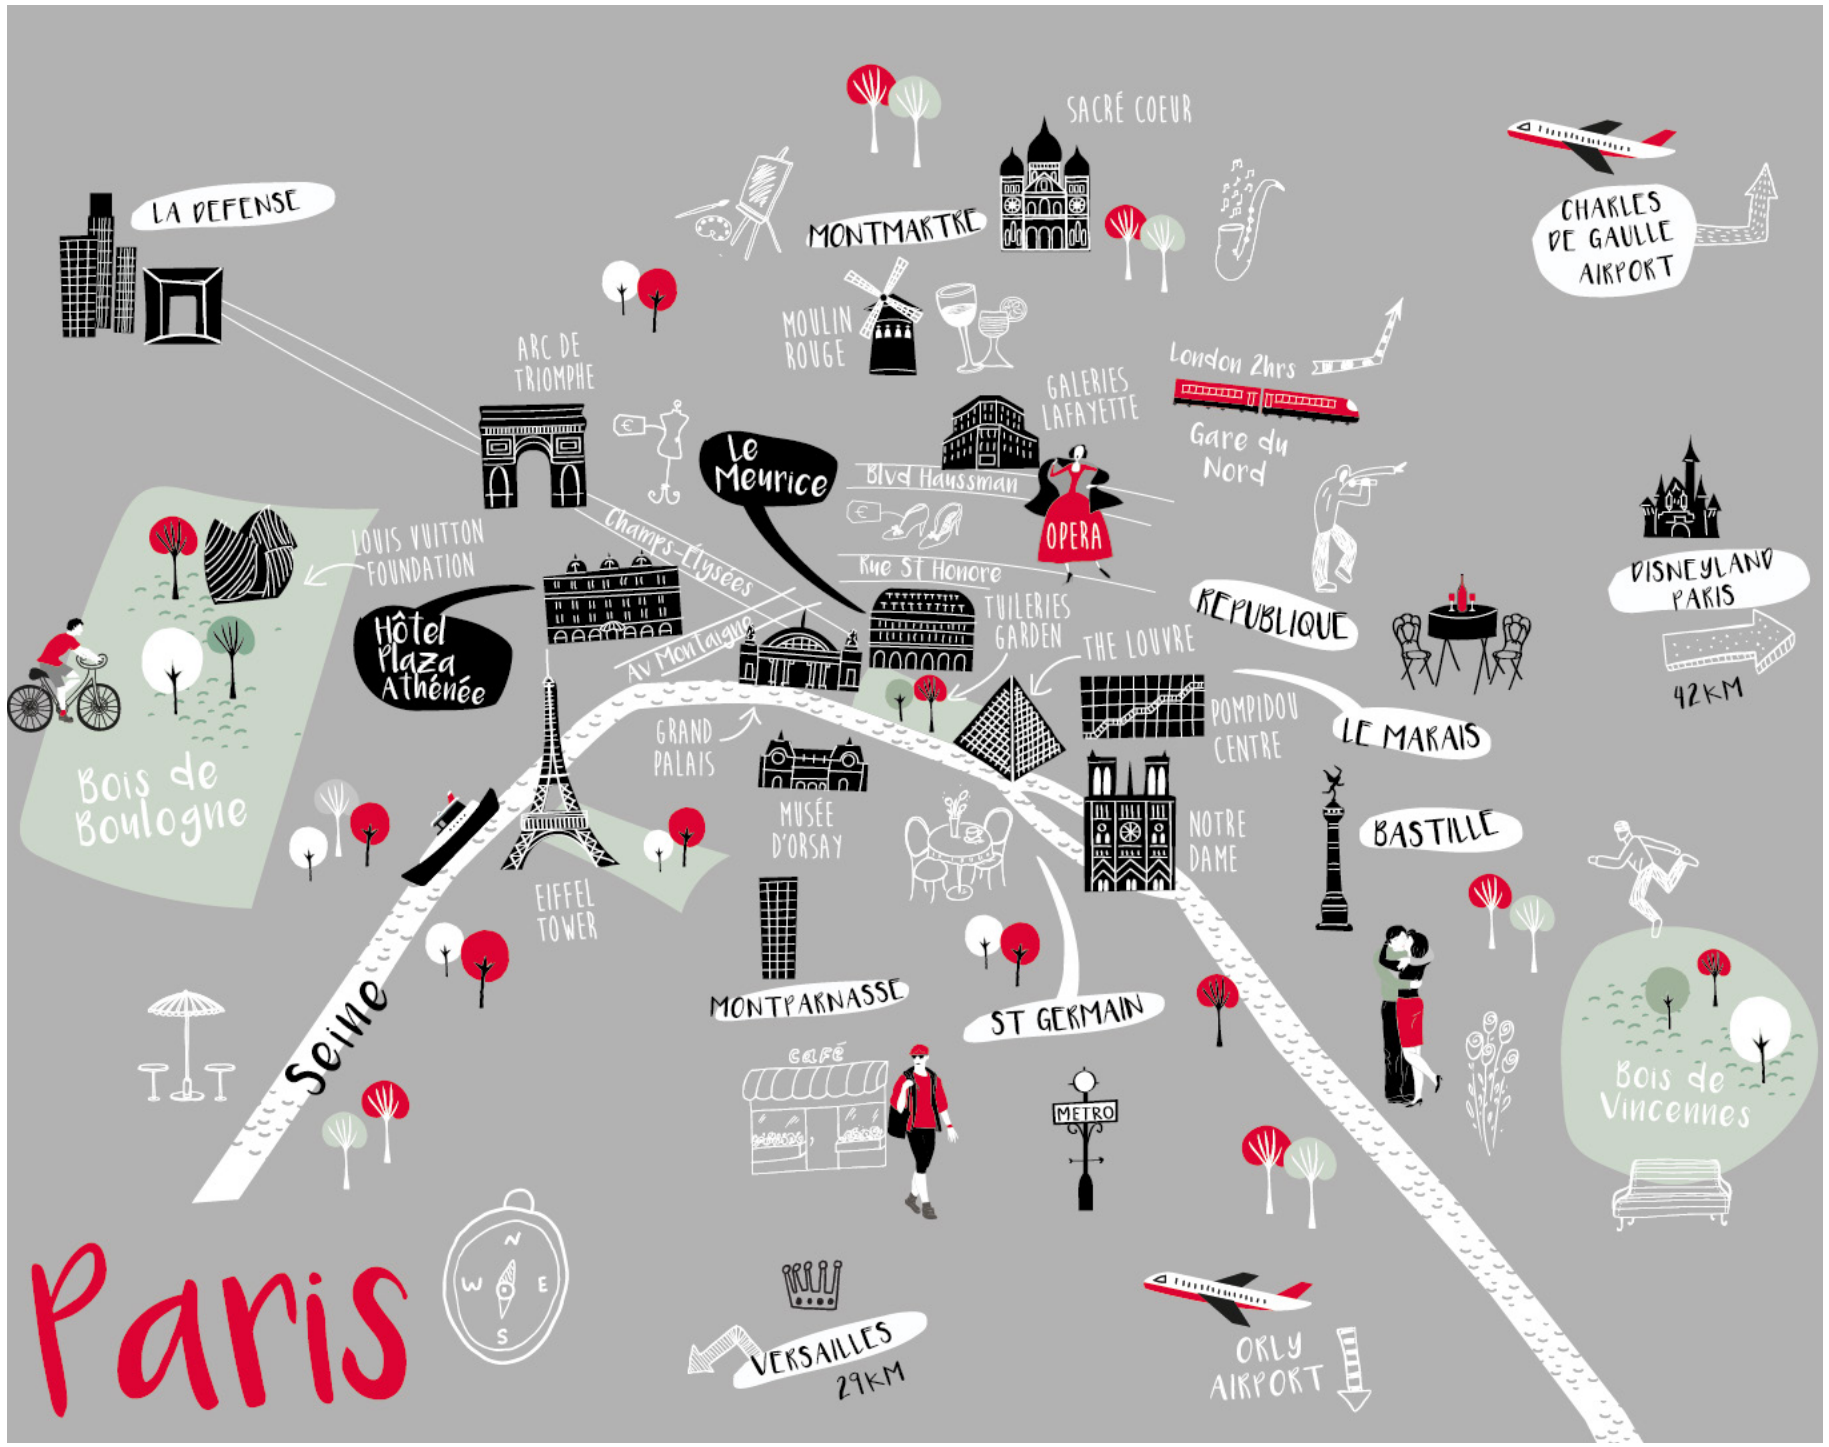 SACRÉ COEUR
LA DEFENSE
MONTMARTRE
CHARLES
DE GAULLE
AIRPORT
MOULIN
ROUGE
ARC DE
TRIOMPHE
London 2hrs
GALERIES
LAFAYETTE
Gare du
Nord
€
Le
Meurice
Blvd Haussman
€
OPERA
Champs-Élysées
LOUIS VUITTON
FOUNDATION
Rue St Honore
DISNEYLAND
PARIS
42KM
REPUBLIQUE
TUILERIES
GARDEN
THE LOUVRE
Hôtel
Plaza
Athénée
Av Montaigne
GRAND
PALAIS
POMPIDOU
CENTRE
LE MARAIS
Bois de
Boulogne
MUSÉE
D'ORSAY
NOTRE
DAME
BASTILLE
EIFFEL
TOWER
MONTPARNASSE
ST GERMAIN
Seine
café
METRO
Bois de
Vincennes
Paris
N
W E
S
VERSAILLES
29KM
ORLY
AIRPORT